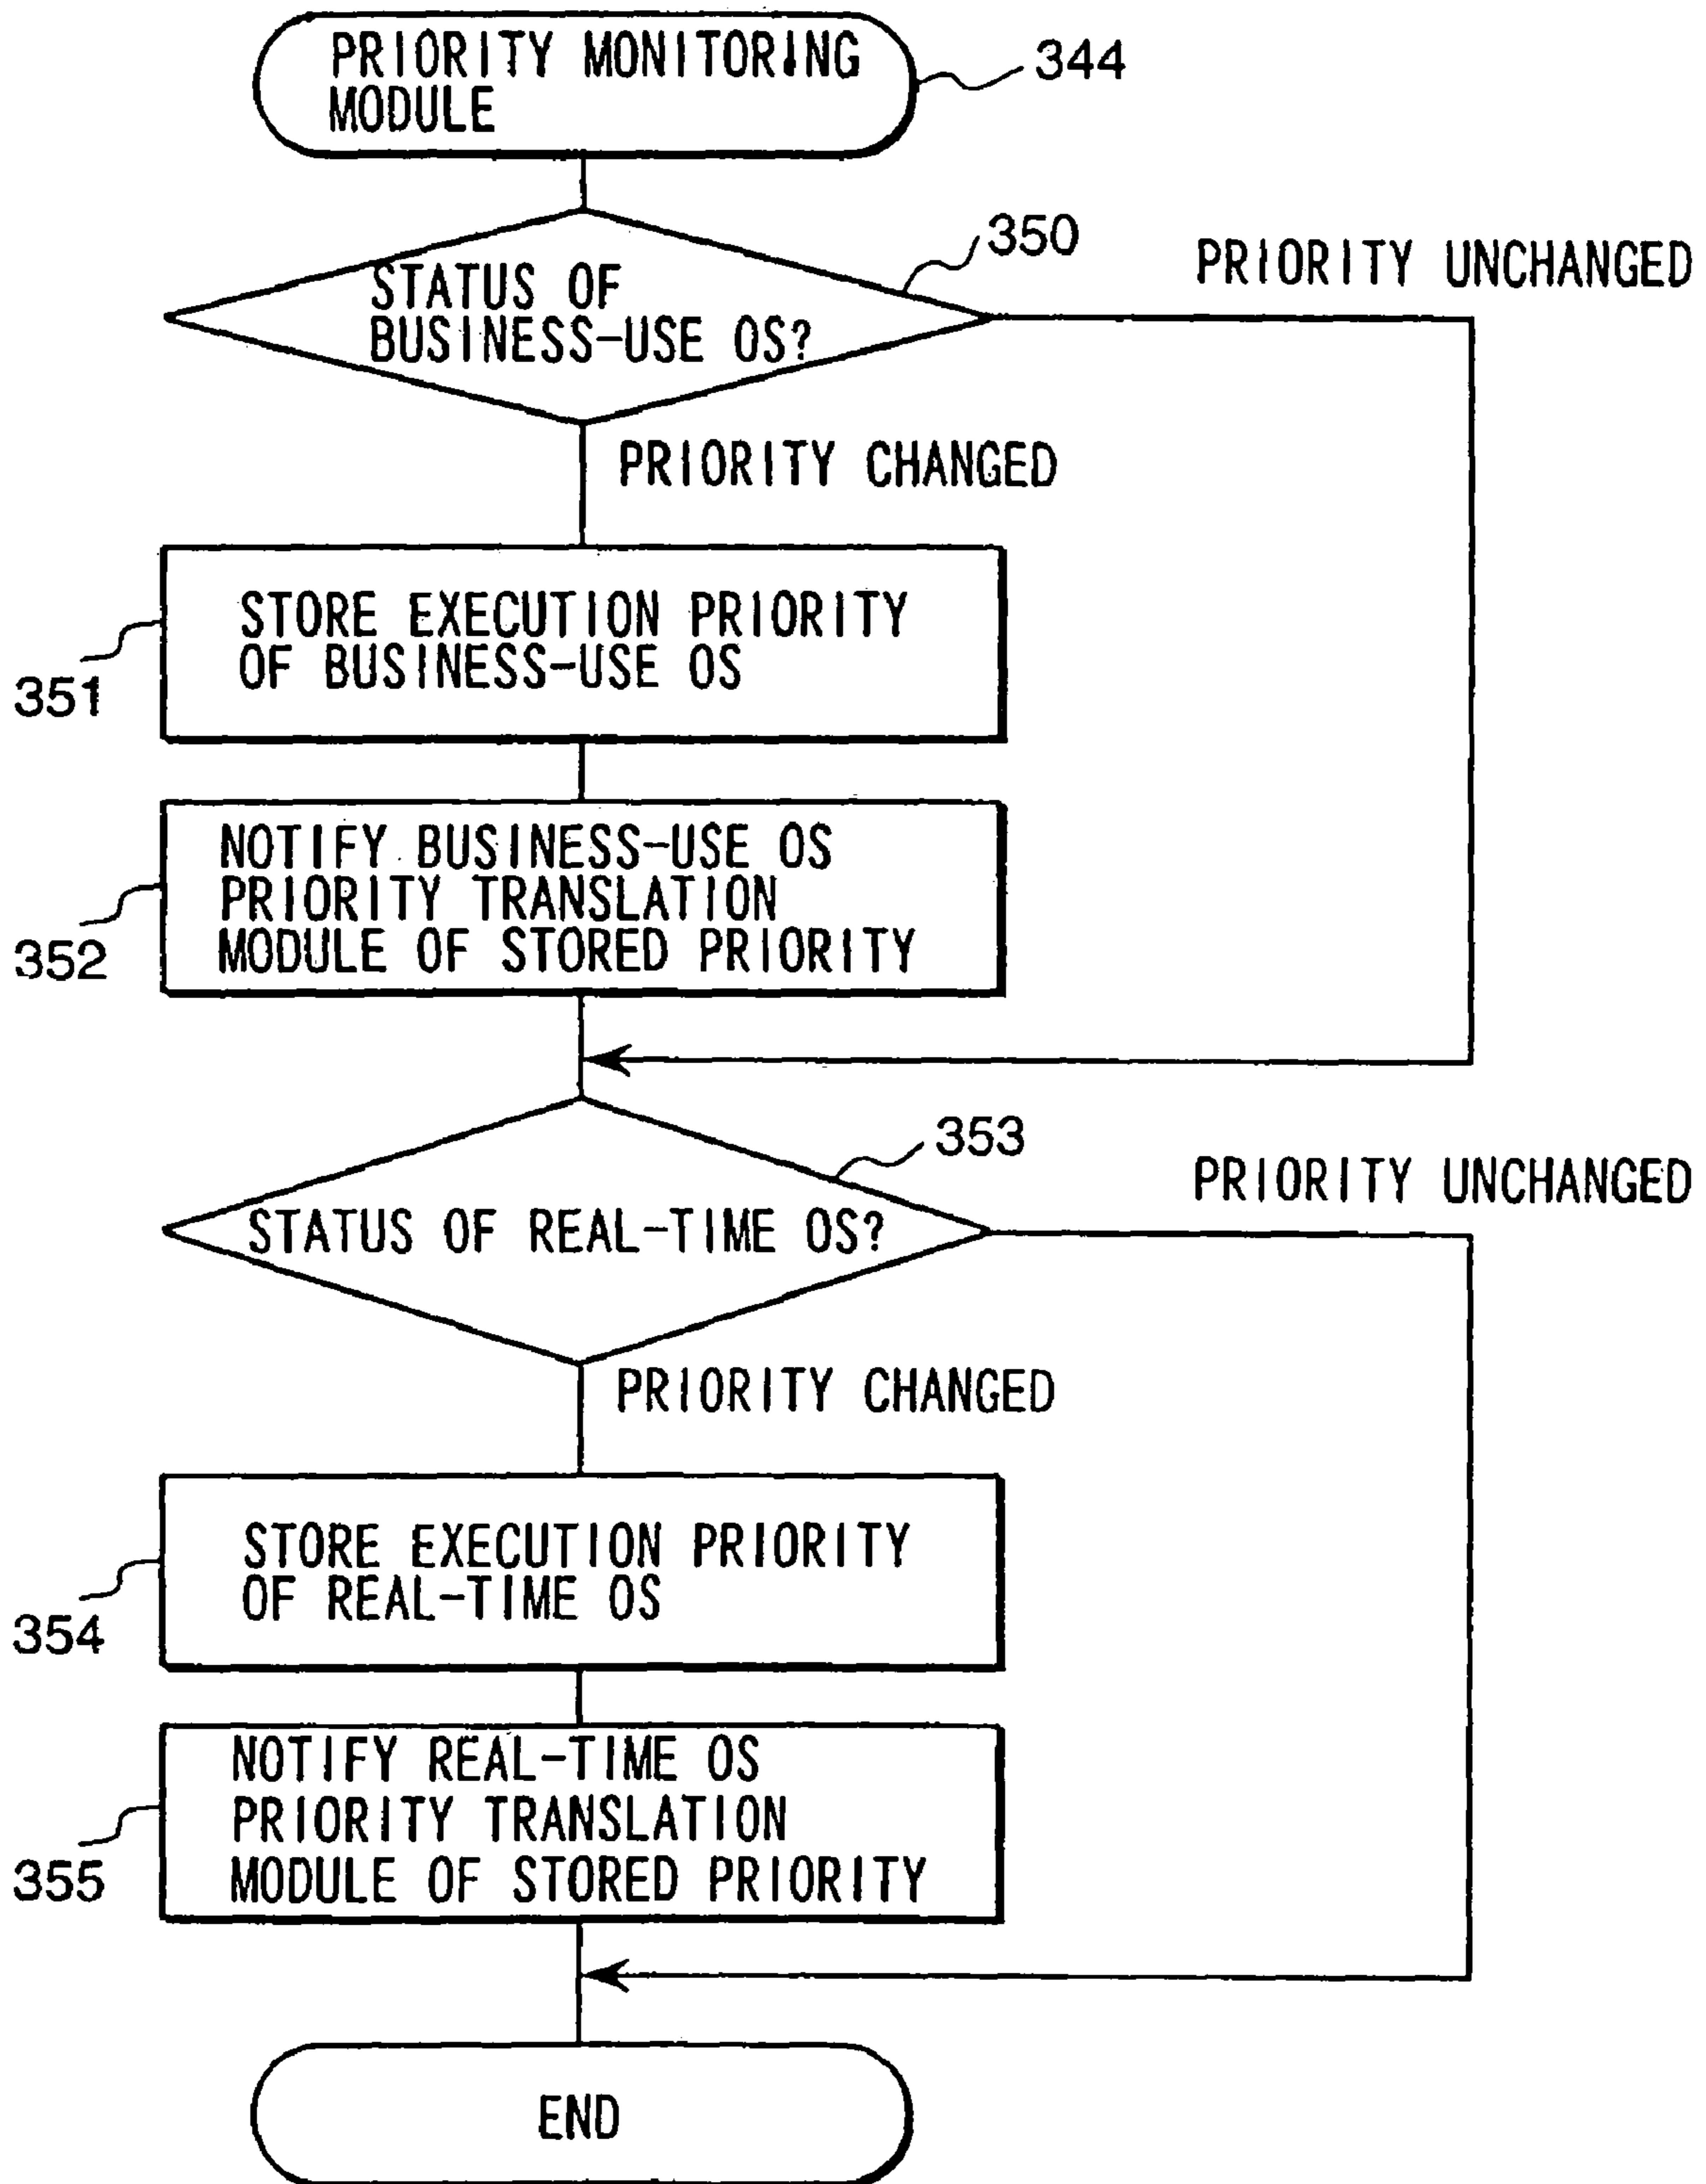 PRIORITY MONITORING
MODULE
344
350
PRIORITY UNCHANGED
STATUS OF
BUSINESS-USE OS?
PRIORITY CHANGED
STORE EXECUTION PRIORITY
OF BUSINESS-USE OS
351
NOTIFY BUSINESS-USE OS
PRIORITY TRANSLATION
MODULE OF STORED PRIORITY
352
353
PRIORITY UNCHANGED
STATUS OF REAL-TIME OS?
PRIORITY CHANGED
STORE EXECUTION PRIORITY
OF REAL-TIME OS
354
NOTIFY REAL-TIME OS
PRIORITY TRANSLATION
MODULE OF STORED PRIORITY
355
END